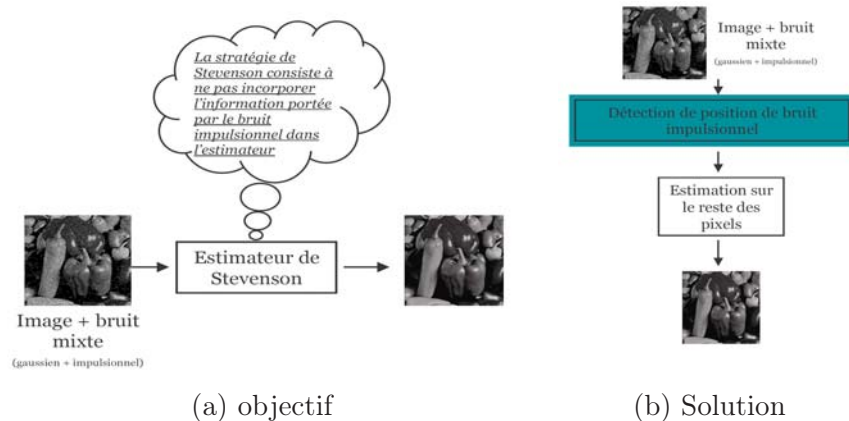 La stratégie de
Stevenson consiste à
ne pas incorporer
l'information portée
par le bruit
impulsionnel dans
l'estimateur
Estimateur de
Stevenson
Image + bruit
mixte
(gaussien + impulsionnel)
(a) objectif
Image + bruit
mixte
(gaussien + impulsionnel)
Détection de position de bruit
impulsionnel
Estimation sur
le reste des
pixels
(b) Solution